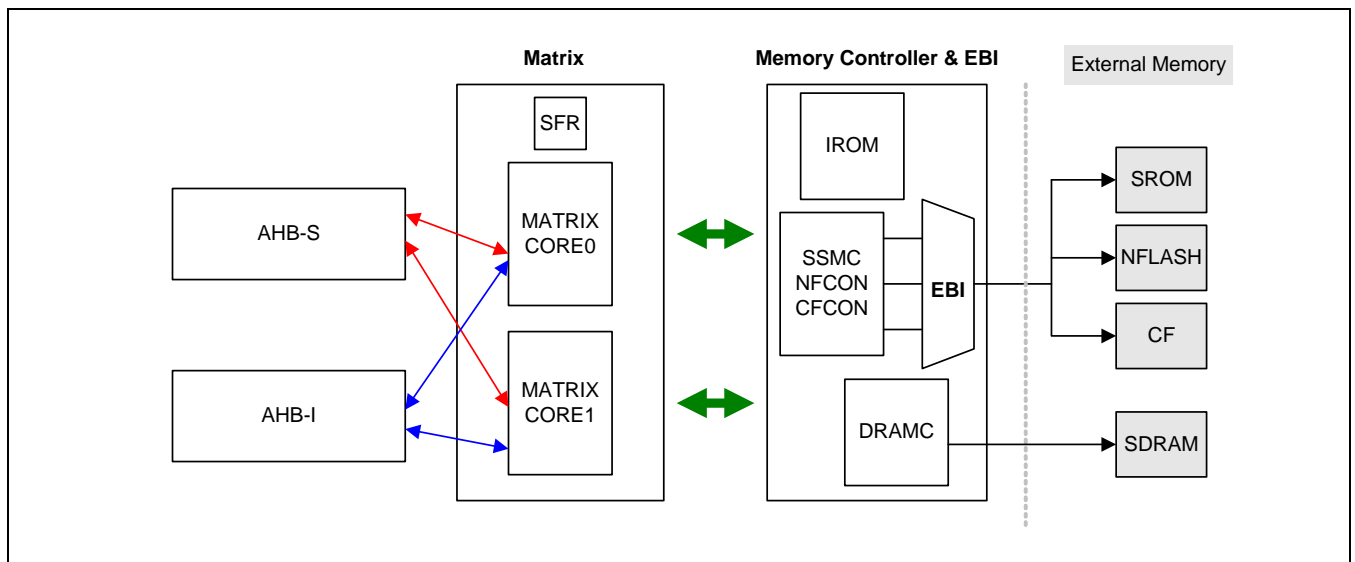 Matrix
Memory Controller & EBI
External Memory
SFR
IROM
SROM
AHB-S
MATRIX
CORE0
SSMC
NFCON
CFCON
EBI
NFLASH
CF
AHB-I
MATRIX
CORE1
DRAMC
SDRAM